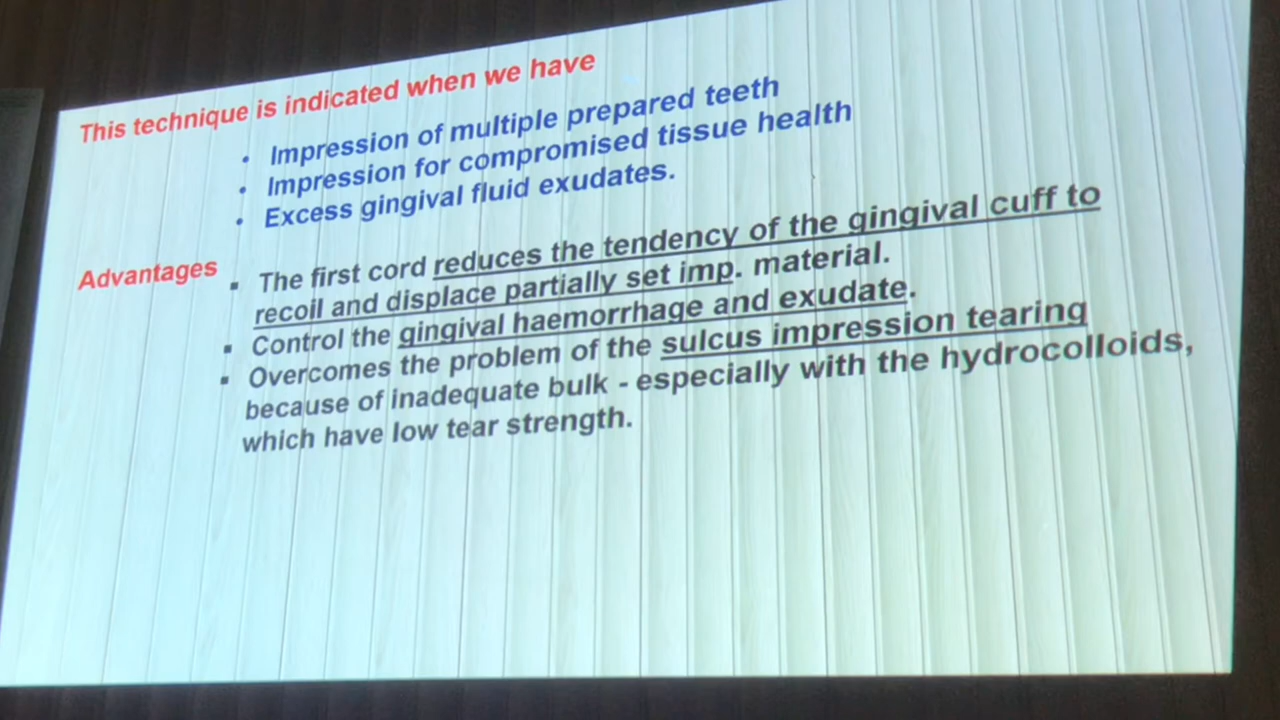 This technique is indicated when we have
• Impression of multiple prepared teeth
• Impression for compromised tissue health
• Excess gingival fluid exudates.
Advantages
▪ The first cord reduces the tendency of the gingival cuff to
recoil and displace partially set imp. material.
▪ Control the gingival haemorrhage and exudate.
▪ Overcomes the problem of the sulcus impression tearing
because of inadequate bulk - especially with the hydrocolloids,
which have low tear strength.